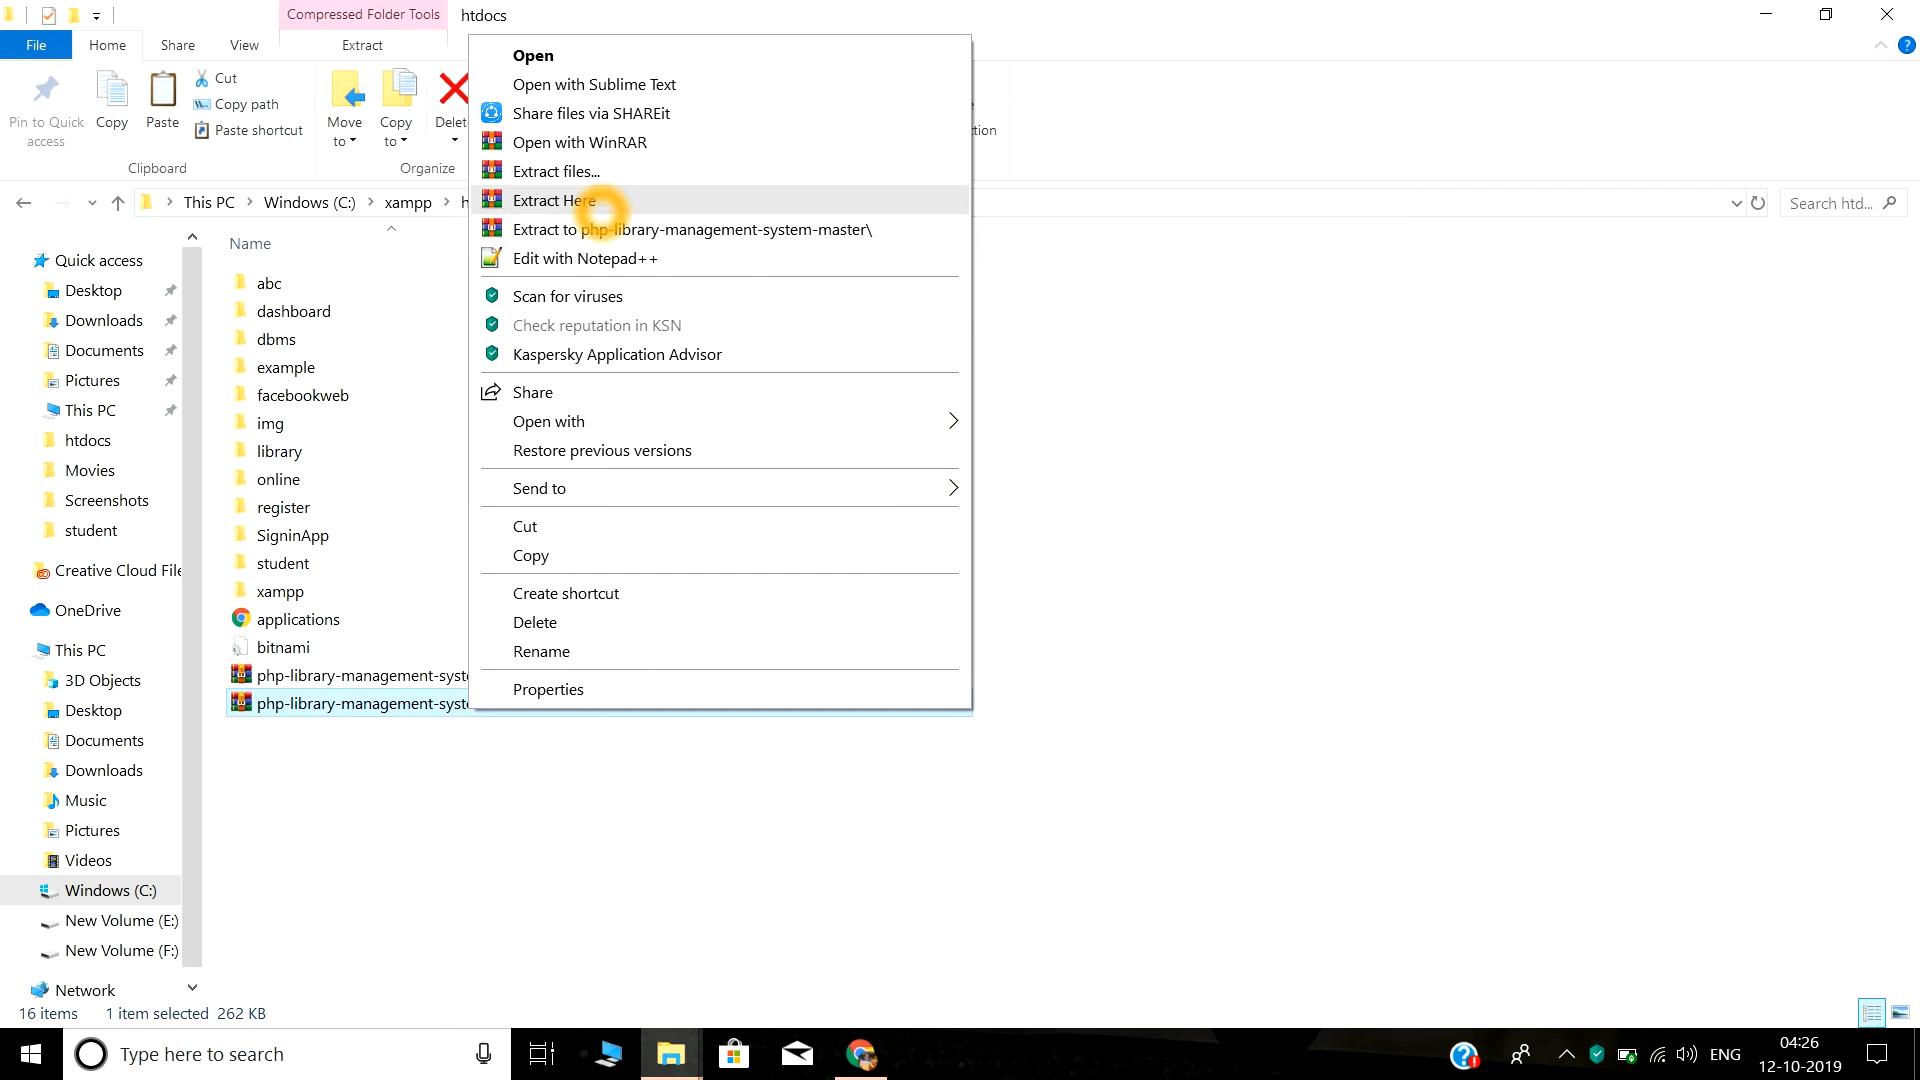 Compressed Folder Tools
htdocs
File
Home
Share
View
Extract
Pin to Quick
access
Copy
Paste
Cut
Copy path
Paste shortcut
Clipboard
Move
to
Copy
to
Delet
Organize
tion
This PC
Windows (C:)
xampp
h
Search htd...
Open
Open with Sublime Text
Share files via SHAREit
Open with WinRAR
Extract files...
Extract Here
Extract to php-library-management-system-master\
Edit with Notepad++
Scan for viruses
Check reputation in KSN
Kaspersky Application Advisor
Share
Open with
Restore previous versions
Send to
Cut
Copy
Create shortcut
Delete
Rename
Properties
Quick access
Desktop
Downloads
Documents
Pictures
This PC
htdocs
Movies
Screenshots
student
Creative Cloud File
OneDrive
This PC
3D Objects
Desktop
Documents
Downloads
Music
Pictures
Videos
Windows (C:)
New Volume (E:)
New Volume (F:)
Network
Name
abc
dashboard
dbms
example
facebookweb
img
library
online
register
SigninApp
student
xampp
applications
bitnami
php-library-management-syste
php-library-management-syste
16 items
1 item selected 262 KB
Type here to search
ENG
04:26
12-10-2019